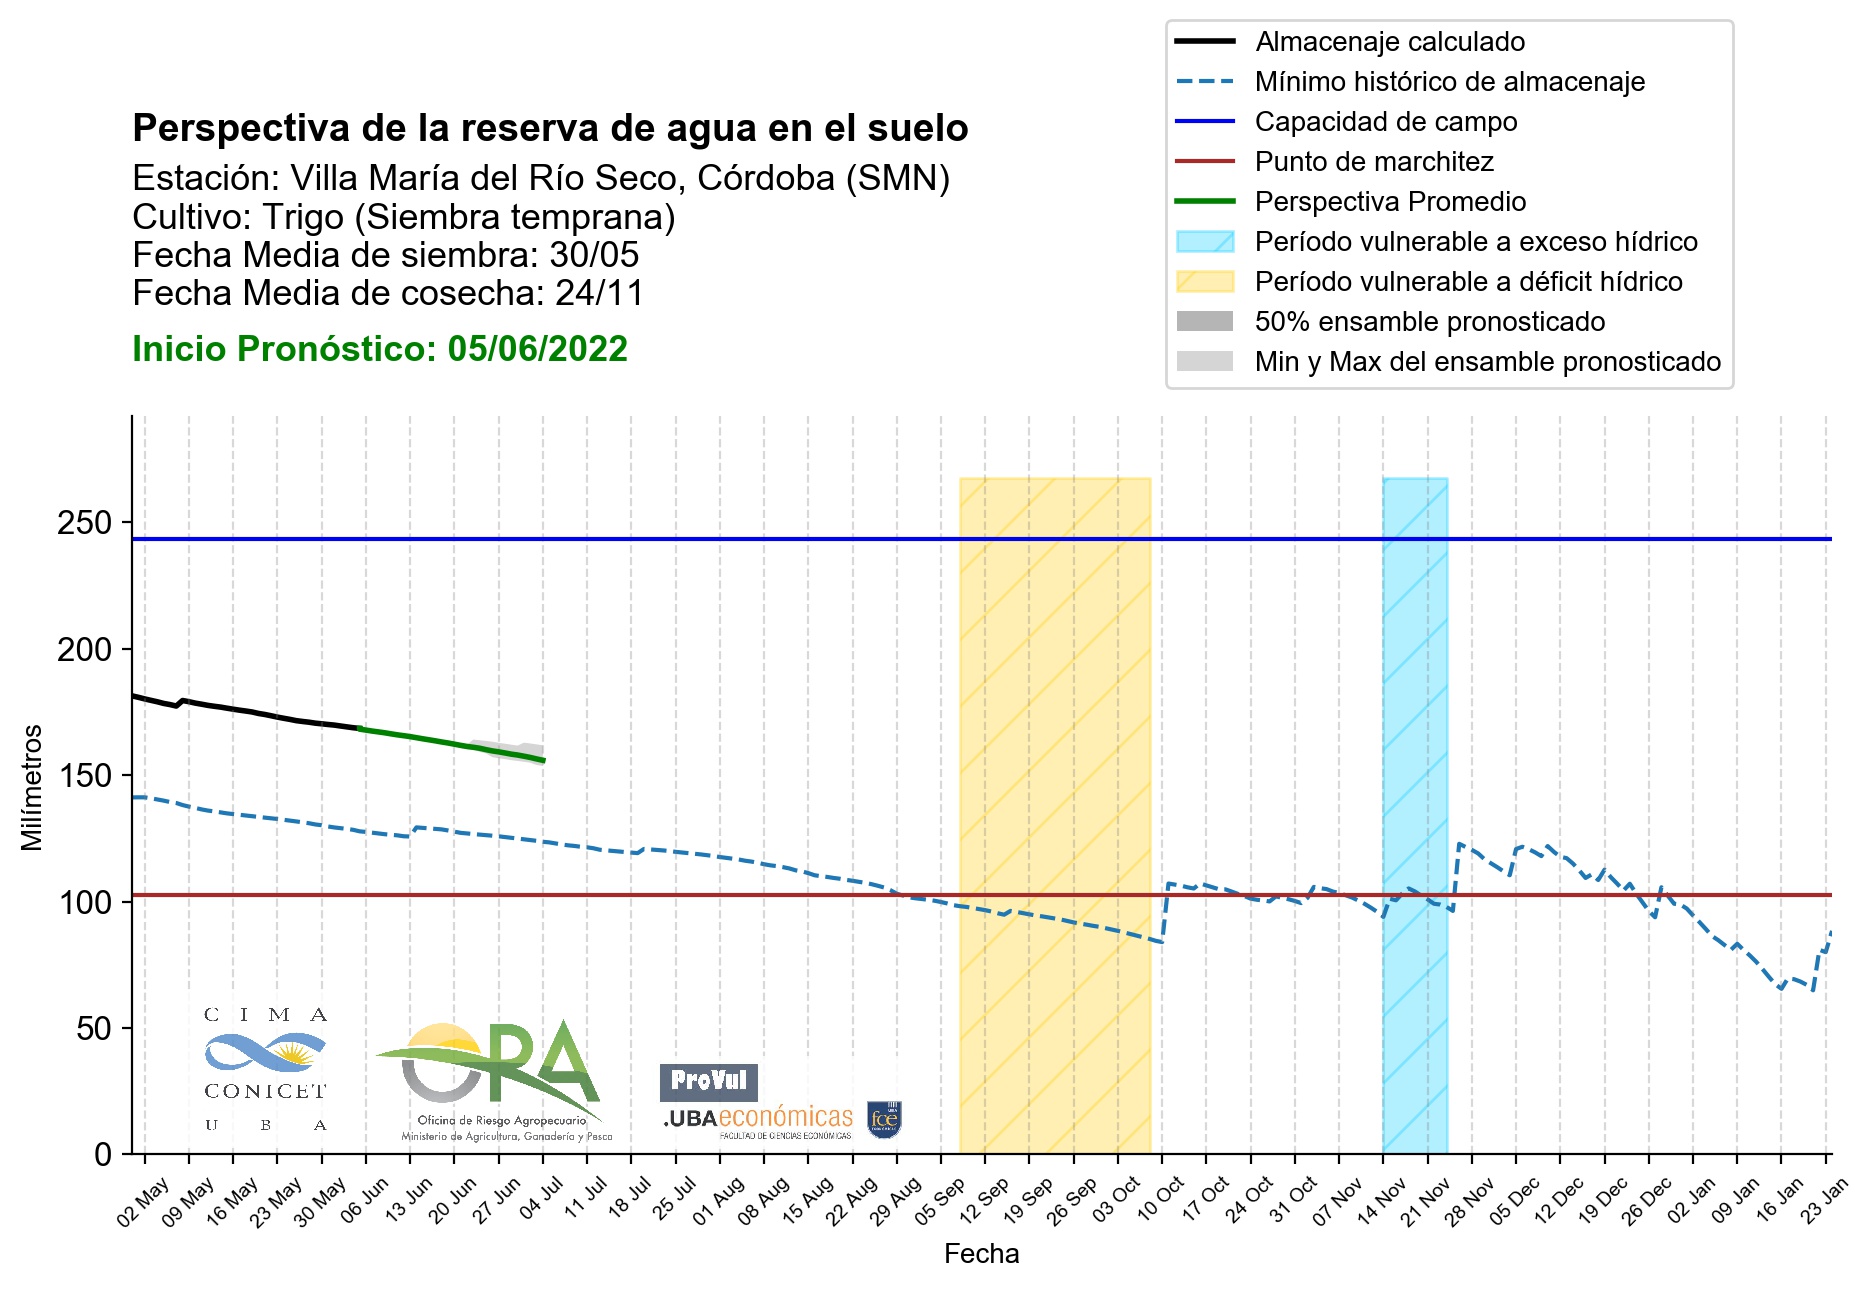 Almacenaje calculado
Mínimo histórico de almacenaje
Capacidad de campo
Punto de marchitez
Perspectiva Promedio
Período vulnerable a exceso hídrico
Período vulnerable a déficit hídrico
50% ensamble pronosticado
Min y Max del ensamble pronosticado
Perspectiva de la reserva de agua en el suelo
Estación: Villa María del Río Seco, Córdoba (SMN)
Cultivo: Trigo (Siembra temprana)
Fecha Media de siembra: 30/05
Fecha Media de cosecha: 24/11
Inicio Pronóstico: 05/06/2022
Milímetros
250
200
150
100
50
0
C I M A
CONICET
U B A
ORA
Oficina de Riesgo Agropecuario
Ministerio de Agricultura, Ganadería y Pesca
ProVul
.UBAeconómicas
FACULTAD DE CIENCIAS ECONÓMICAS
UBA
fce
02 May
09 May
16 May
23 May
30 May
06 Jun
13 Jun
20 Jun
27 Jun
04 Jul
11 Jul
18 Jul
25 Jul
01 Aug
08 Aug
15 Aug
22 Aug
29 Aug
05 Sep
12 Sep
19 Sep
26 Sep
03 Oct
10 Oct
17 Oct
24 Oct
31 Oct
07 Nov
14 Nov
21 Nov
28 Nov
05 Dec
12 Dec
19 Dec
26 Dec
02 Jan
09 Jan
16 Jan
23 Jan
Fecha